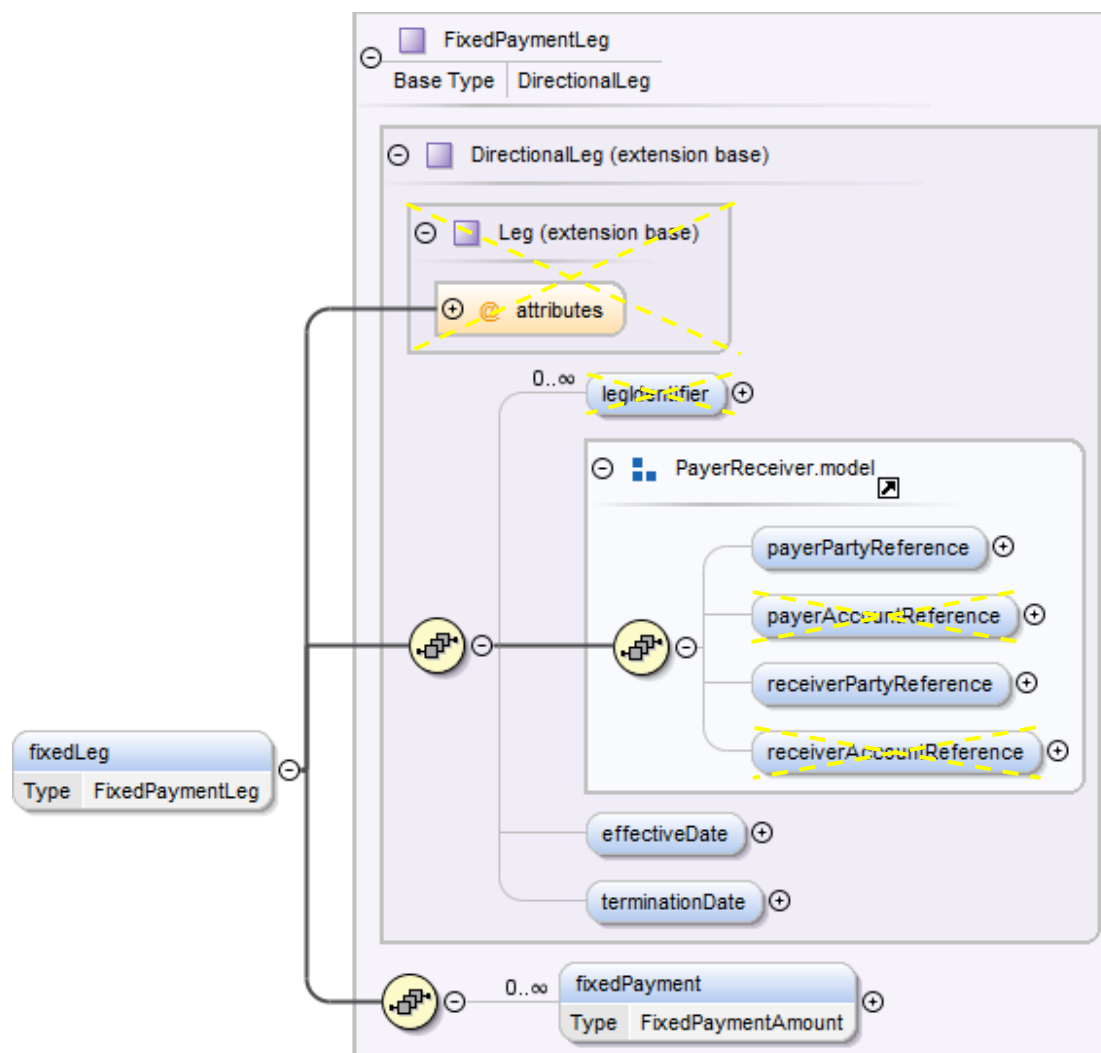 FixedPaymentLeg
Base Type DirectionalLeg
DirectionalLeg (extension base)
Leg (extension base)
@ attributes
0..∞
legIdentifier
PayerReceiver.model
payerPartyReference
payerAccountReference
receiverPartyReference
receiverAccountReference
fixedLeg
Type FixedPaymentLeg
effectiveDate
terminationDate
0..∞
fixedPayment
Type FixedPaymentAmount